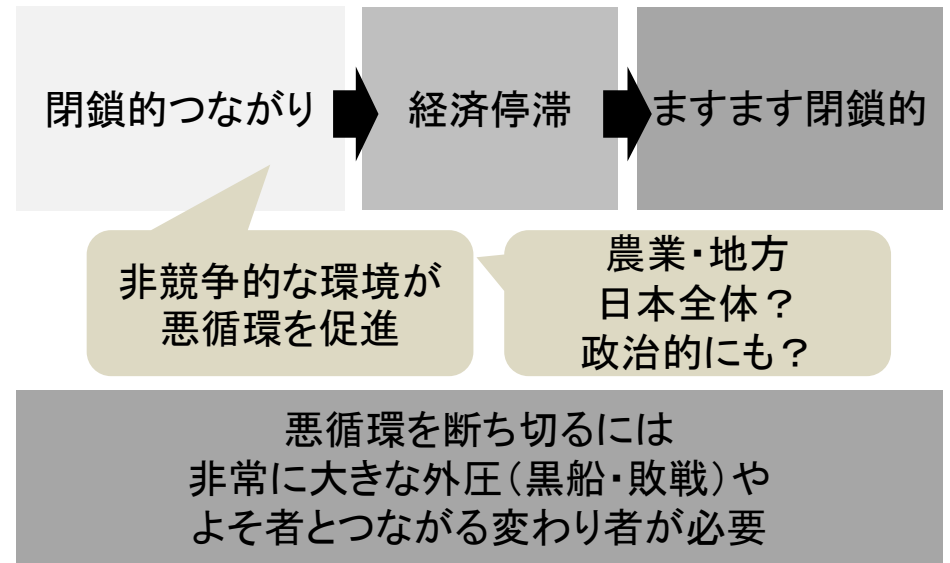 閉鎖的つながり
経済停滞
ますます閉鎖的
非競争的な環境が
悪循環を促進
農業・地方
日本全体？
政治的にも？
悪循環を断ち切るには
非常に大きな外圧（黒船・敗戦）や
よそ者とつながる変わり者が必要